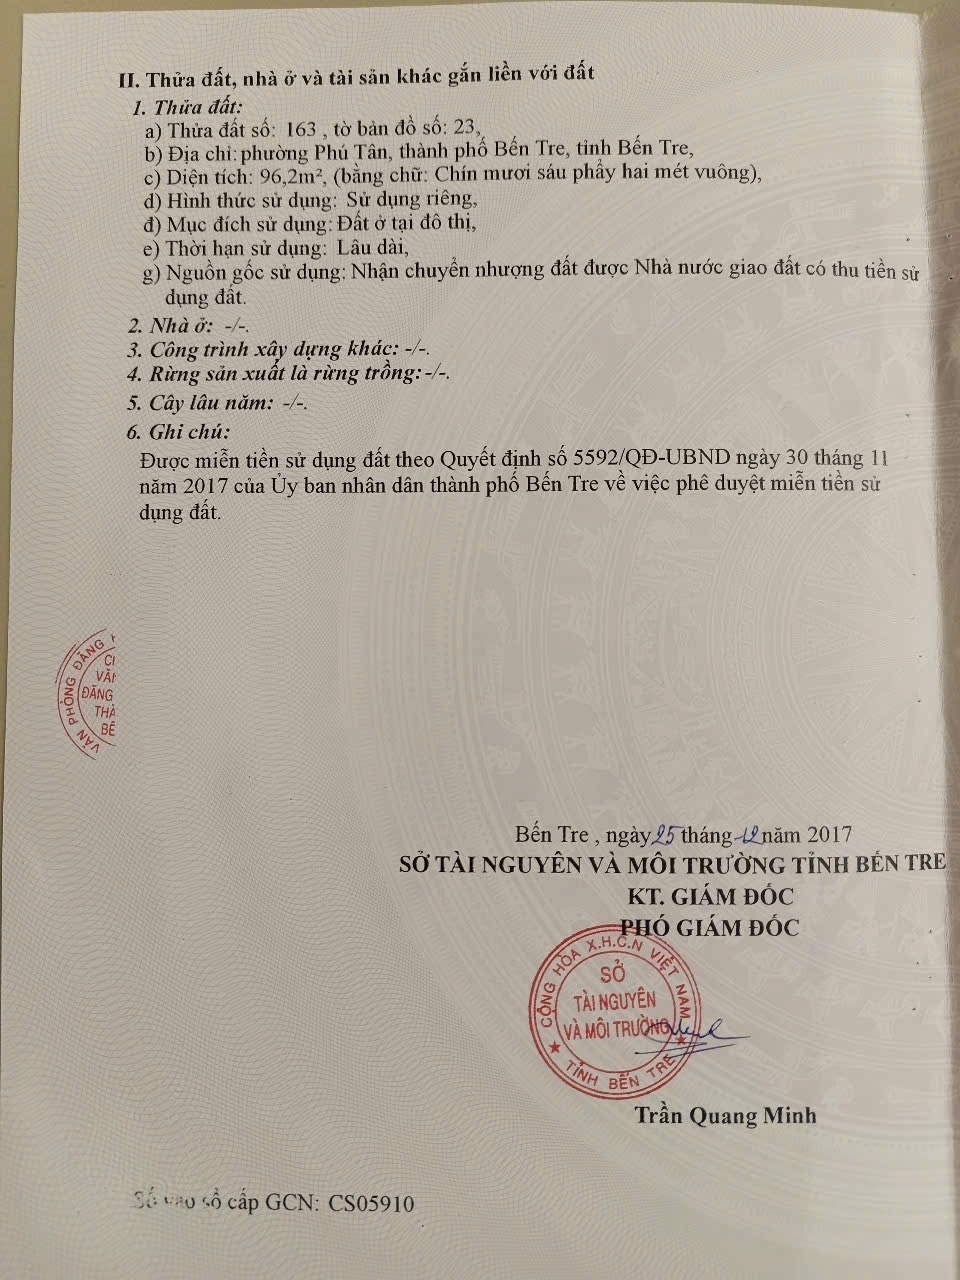 II. Thửa đất, nhà ở và tài sản khác gắn liền với đất
1. Thửa đất:
a) Thửa đất số: 163 , tờ bản đồ số: 23,
b) Địa chỉ: phường Phú Tân, thành phố Bến Tre, tỉnh Bến Tre,
c) Diện tích: 96,2m², (bằng chữ: Chín mươi sáu phẩy hai mét vuông),
d) Hình thức sử dụng: Sử dụng riêng,
đ) Mục đích sử dụng: Đất ở tại đô thị,
e) Thời hạn sử dụng: Lâu dài,
g) Nguồn gốc sử dụng: Nhận chuyển nhượng đất được Nhà nước giao đất có thu tiền sử
dụng đất.
2. Nhà ở: -/-.
3. Công trình xây dựng khác: -/-.
4. Rừng sản xuất là rừng trồng: -/-.
5. Cây lâu năm: -/-.
6. Ghi chú:
Được miễn tiền sử dụng đất theo Quyết định số 5592/QĐ-UBND ngày 30 tháng 11
năm 2017 của Ủy ban nhân dân thành phố Bến Tre về việc phê duyệt miễn tiền sử
dụng đất.
VĂN PHÒNG ĐĂNG
ĐĂNG
Bến Tre , ngày 25 tháng 12 năm 2017
SỞ TÀI NGUYÊN VÀ MÔI TRƯỜNG TỈNH BẾN TRE
KT. GIÁM ĐỐC
PHÓ GIÁM ĐỐC
CỘNG HÒA X.H.C.N VIỆT NAM
SỞ
TÀI NGUYÊN
VÀ MÔI TRƯỜNG
TỈNH BẾN TRE
Trần Quang Minh
Số vào sổ cấp GCN: CS05910